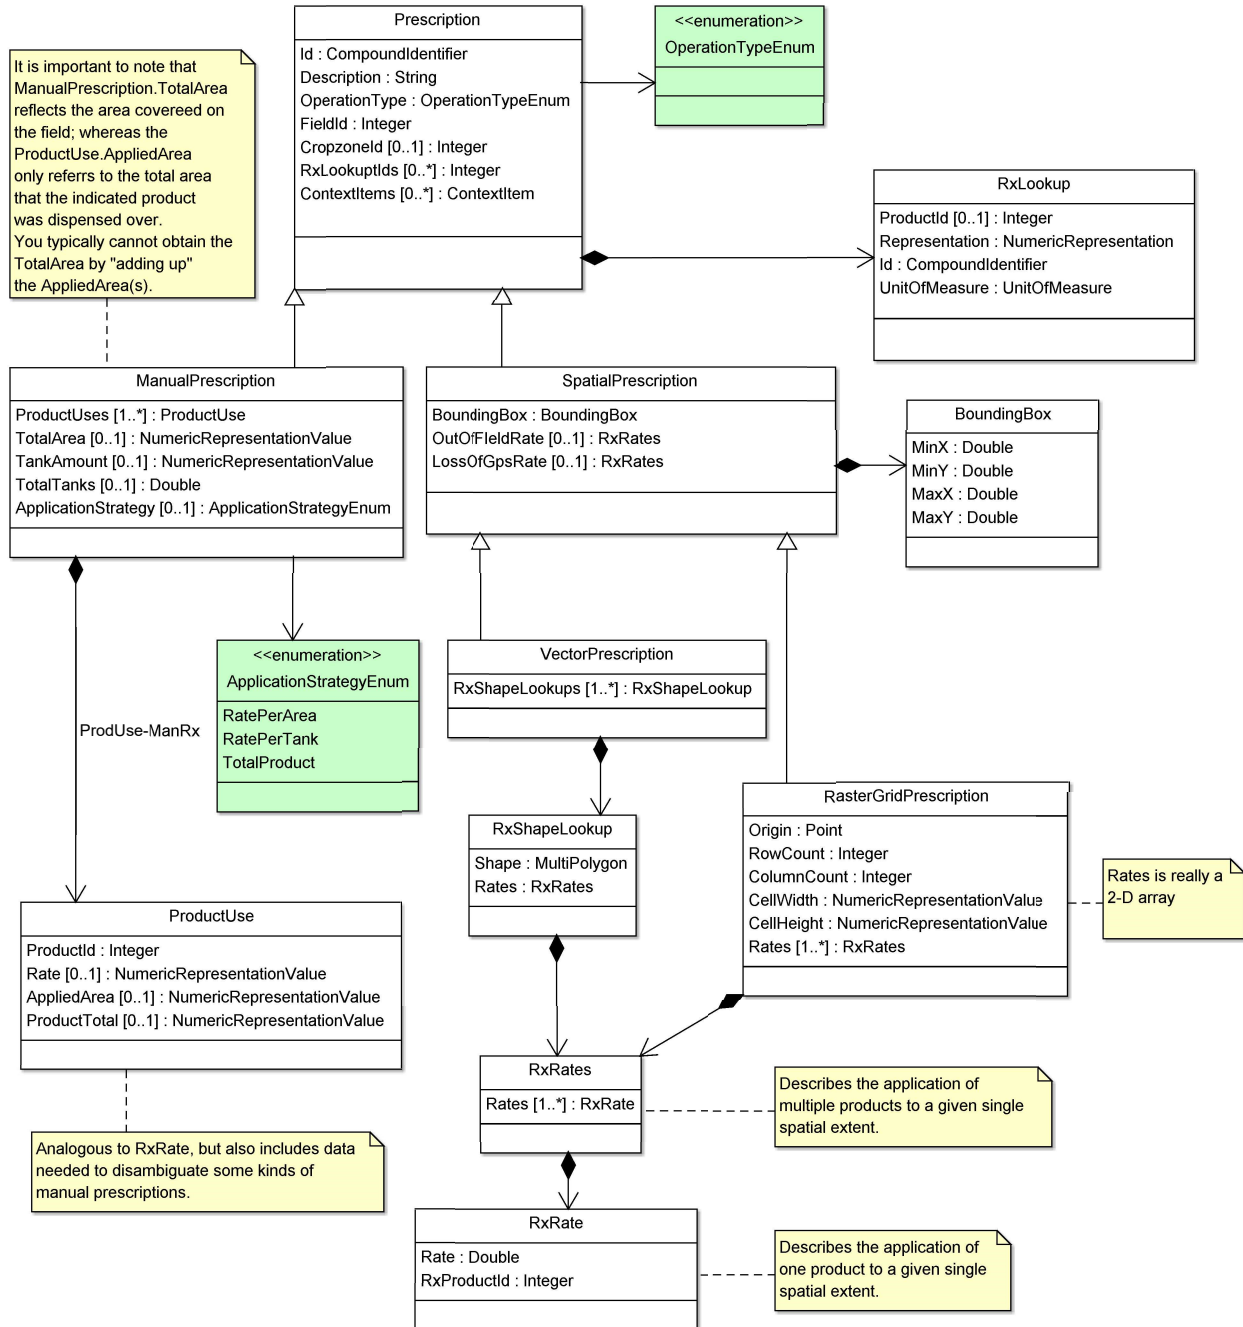 Prescription
Id : CompoundIdentifier
Description : String
OperationType : OperationTypeEnum
FieldId : Integer
CropzoneId [0..1] : Integer
RxLookuptIds [0..*] : Integer
ContextItems [0..*] : ContextItem
<<enumeration>>
OperationTypeEnum
It is important to note that
ManualPrescription.TotalArea
reflects the area covereed on
the field; whereas the
ProductUse.AppliedArea
only referrs to the total area
that the indicated product
was dispensed over.
You typically cannot obtain the
TotalArea by "adding up"
the AppliedArea(s).
RxLookup
ProductId [0..1] : Integer
Representation : NumericRepresentation
Id : CompoundIdentifier
UnitOfMeasure : UnitOfMeasure
ManualPrescription
ProductUses [1..*] : ProductUse
TotalArea [0..1] : NumericRepresentationValue
TankAmount [0..1] : NumericRepresentationValue
TotalTanks [0..1] : Double
ApplicationStrategy [0..1] : ApplicationStrategyEnum
SpatialPrescription
BoundingBox : BoundingBox
OutOfFIeldRate [0..1] : RxRates
LossOfGpsRate [0..1] : RxRates
BoundingBox
MinX : Double
MinY : Double
MaxX : Double
MaxY : Double
<<enumeration>>
ApplicationStrategyEnum
RatePerArea
RatePerTank
TotalProduct
ProdUse-ManRx
VectorPrescription
RxShapeLookups [1..*] : RxShapeLookup
RxShapeLookup
Shape : MultiPolygon
Rates : RxRates
RasterGridPrescription
Origin : Point
RowCount : Integer
ColumnCount : Integer
CellWidth : NumericRepresentationValue
CellHeight : NumericRepresentationValue
Rates [1..*] : RxRates
Rates is really a
2-D array
ProductUse
ProductId : Integer
Rate [0..1] : NumericRepresentationValue
AppliedArea [0..1] : NumericRepresentationValue
ProductTotal [0..1] : NumericRepresentationValue
RxRates
Rates [1..*] : RxRate
Describes the application of
multiple products to a given single
spatial extent.
Analogous to RxRate, but also includes data
needed to disambiguate some kinds of
manual prescriptions.
RxRate
Rate : Double
RxProductId : Integer
Describes the application of
one product to a given single
spatial extent.